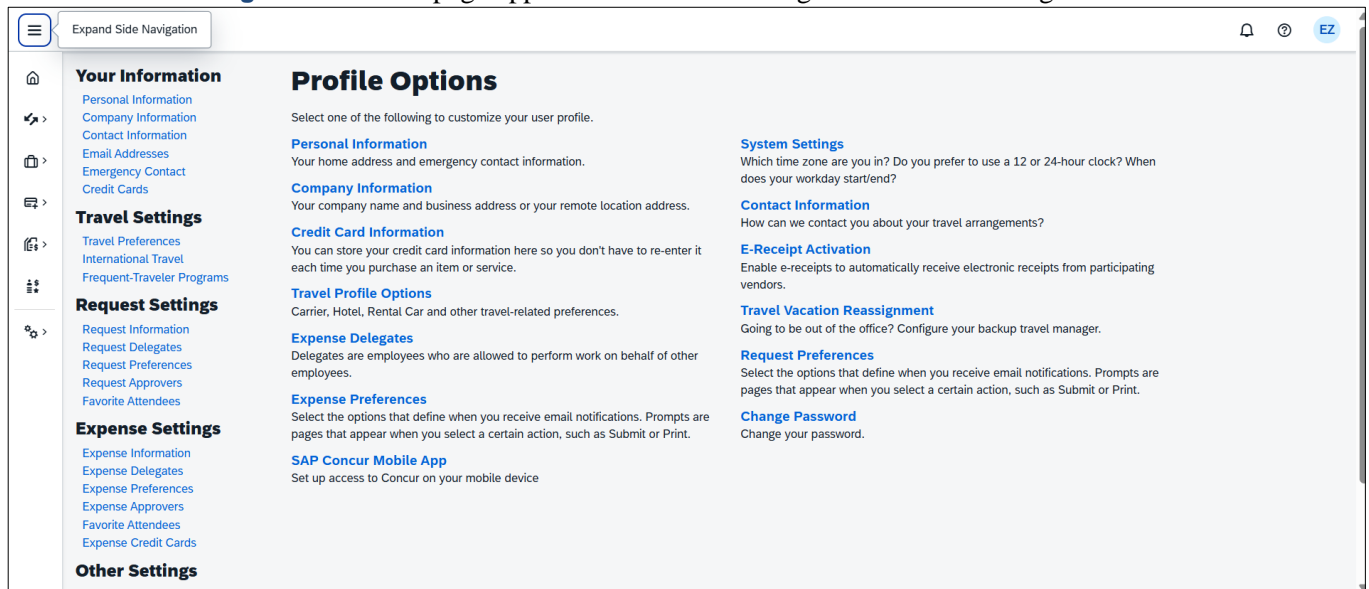 Expand Side Navigation
EZ
Your Information
Personal Information
Company Information
Contact Information
Email Addresses
Emergency Contact
Credit Cards
Travel Settings
Travel Preferences
International Travel
Frequent-Traveler Programs
Request Settings
Request Information
Request Delegates
Request Preferences
Request Approvers
Favorite Attendees
Expense Settings
Expense Information
Expense Delegates
Expense Preferences
Expense Approvers
Favorite Attendees
Expense Credit Cards
Other Settings
Profile Options
Select one of the following to customize your user profile.
Personal Information
Your home address and emergency contact information.
Company Information
Your company name and business address or your remote location address.
Credit Card Information
You can store your credit card information here so you don't have to re-enter it
each time you purchase an item or service.
Travel Profile Options
Carrier, Hotel, Rental Car and other travel-related preferences.
Expense Delegates
Delegates are employees who are allowed to perform work on behalf of other
employees.
Expense Preferences
Select the options that define when you receive email notifications. Prompts are
pages that appear when you select a certain action, such as Submit or Print.
SAP Concur Mobile App
Set up access to Concur on your mobile device
System Settings
Which time zone are you in? Do you prefer to use a 12 or 24-hour clock? When
does your workday start/end?
Contact Information
How can we contact you about your travel arrangements?
E-Receipt Activation
Enable e-receipts to automatically receive electronic receipts from participating
vendors.
Travel Vacation Reassignment
Going to be out of the office? Configure your backup travel manager.
Request Preferences
Select the options that define when you receive email notifications. Prompts are
pages that appear when you select a certain action, such as Submit or Print.
Change Password
Change your password.